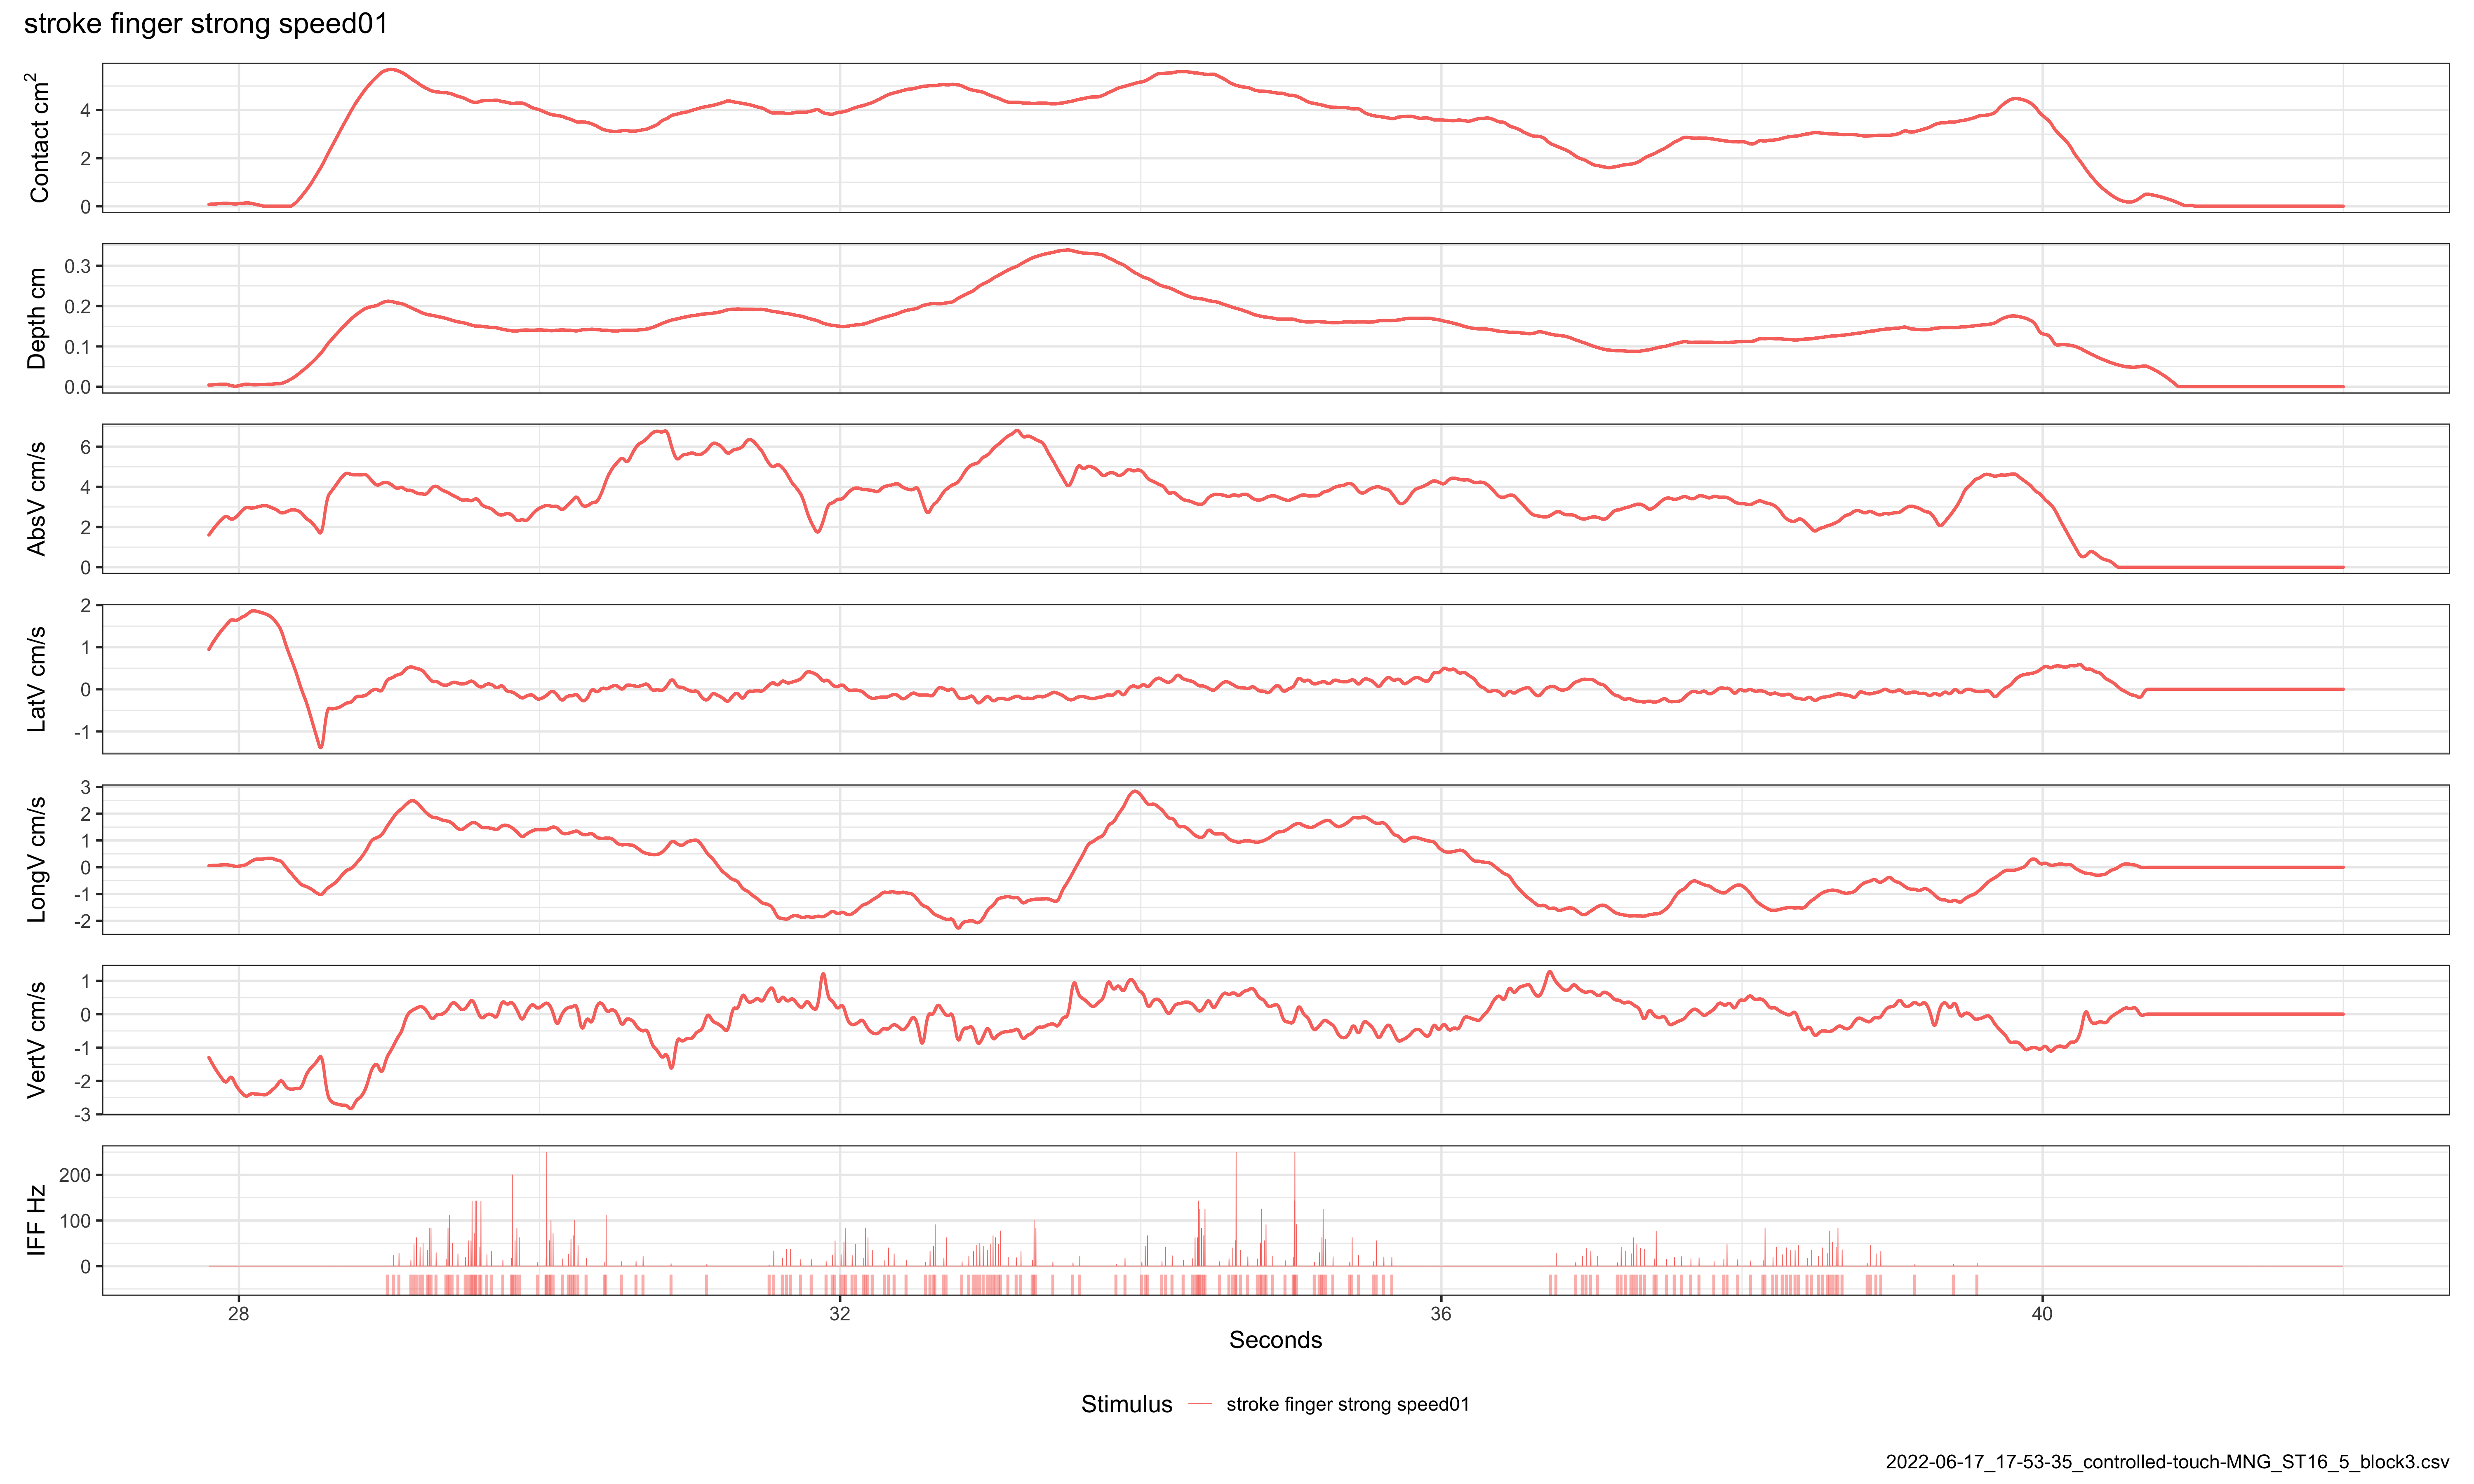 stroke finger strong speed01
Contact cm²
4
2
0
Depth cm
0.3
0.2
0.1
0.0
AbsV cm/s
6
4
2
0
LatV cm/s
2
1
0
-1
LongV cm/s
3
2
1
0
-1
-2
VertV cm/s
1
0
-1
-2
-3
IFF Hz
200
100
0
28 32 36 40
Seconds
Stimulus stroke finger strong speed01
2022-06-17_17-53-35_controlled-touch-MNG_ST16_5_block3.csv